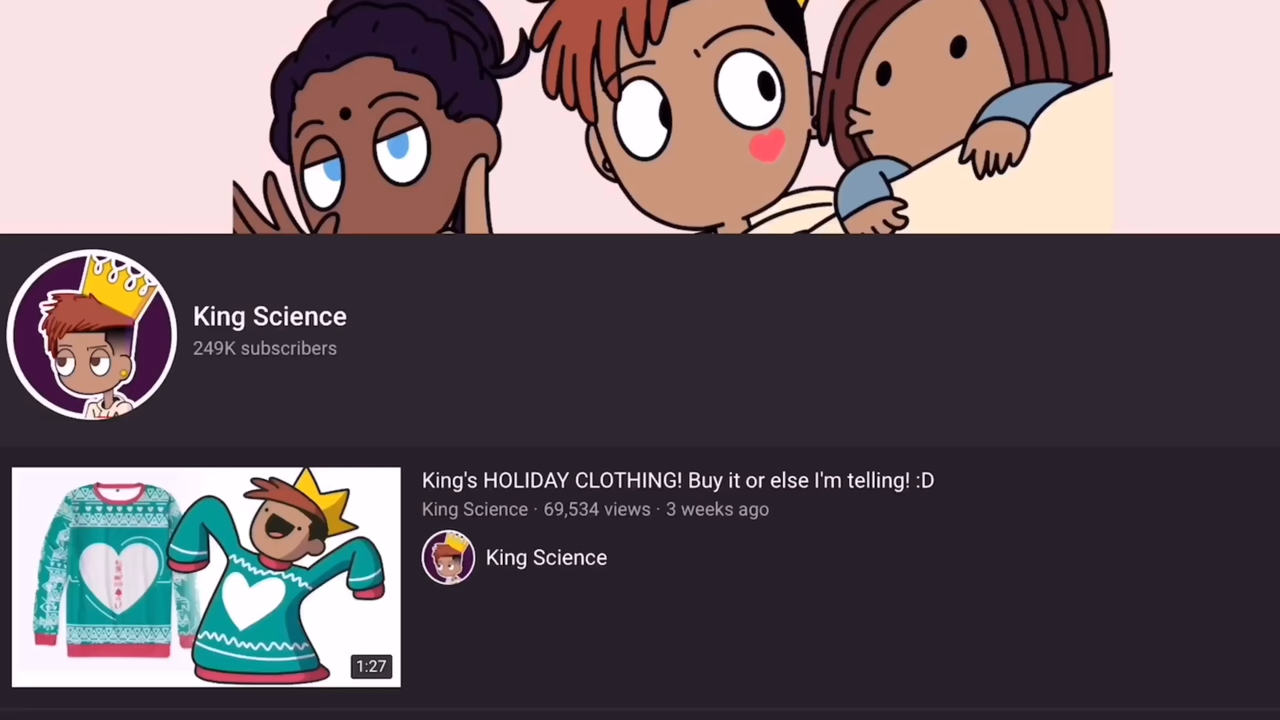 King Science
249K subscribers
King's HOLIDAY CLOTHING! Buy it or else I'm telling! :D
King Science · 69,534 views · 3 weeks ago
King Science
1:27